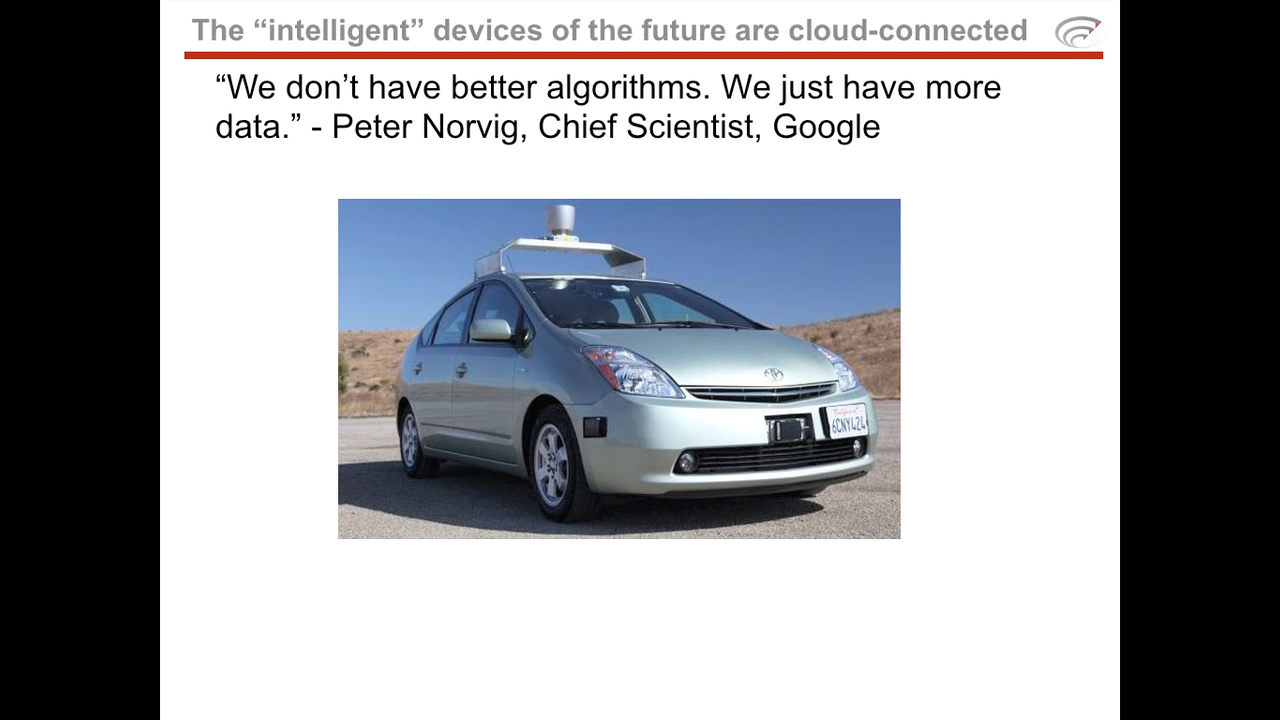 The “intelligent” devices of the future are cloud-connected
“We don’t have better algorithms. We just have more
data.” - Peter Norvig, Chief Scientist, Google
California
6CNY424